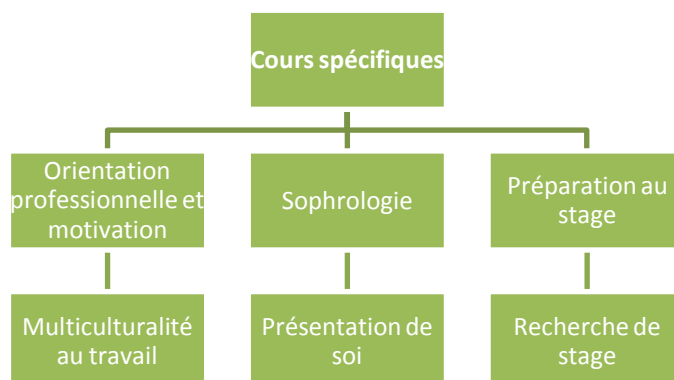 Cours spécifiques
Orientation
professionnelle et
motivation
Sophrologie
Préparation au
stage
Multiculturalité
au travail
Présentation de
soi
Recherche de
stage